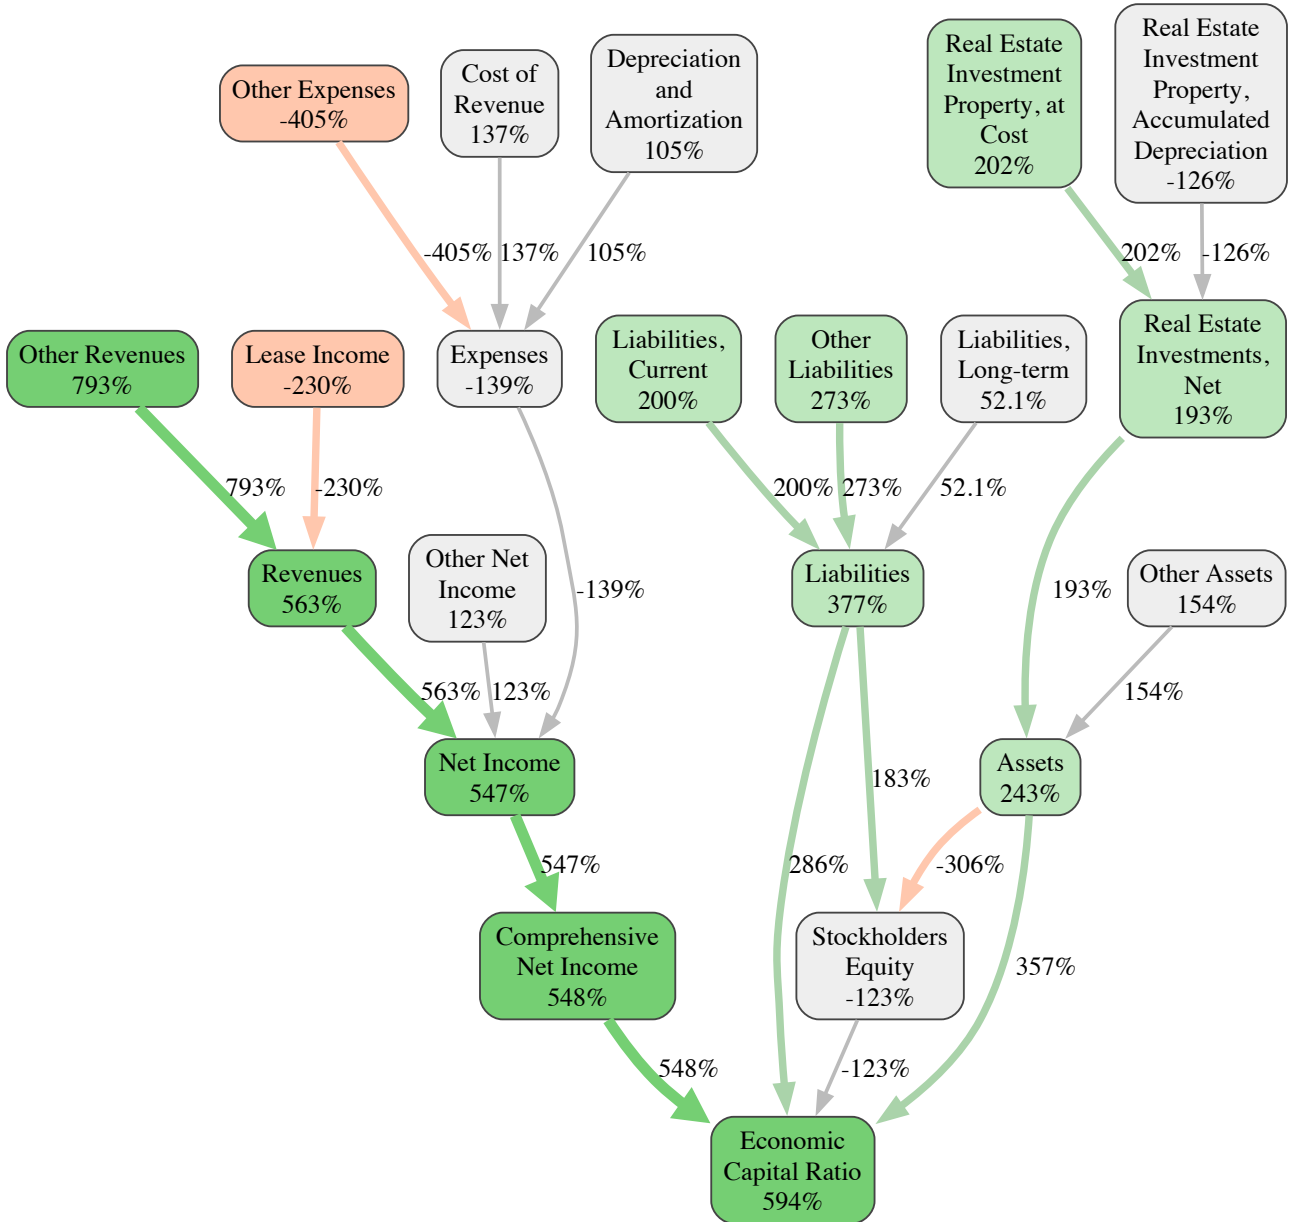 Real Estate
Investment
Property, at
Cost
202%
Real Estate
Investment
Property,
Accumulated
Depreciation
-126%
Other Expenses
-405%
Cost of
Revenue
137%
Depreciation
and
Amortization
105%
-405%
137%
105%
202%
-126%
Other Revenues
793%
Lease Income
-230%
Expenses
-139%
Liabilities,
Current
200%
Other
Liabilities
273%
Liabilities,
Long-term
52.1%
Real Estate
Investments,
Net
193%
793%
-230%
200%
273%
52.1%
Revenues
563%
Other Net
Income
123%
-139%
Liabilities
377%
193%
Other Assets
154%
563%
123%
154%
Net Income
547%
183%
Assets
243%
547%
286%
-306%
Comprehensive
Net Income
548%
Stockholders
Equity
-123%
357%
548%
-123%
Economic
Capital Ratio
594%